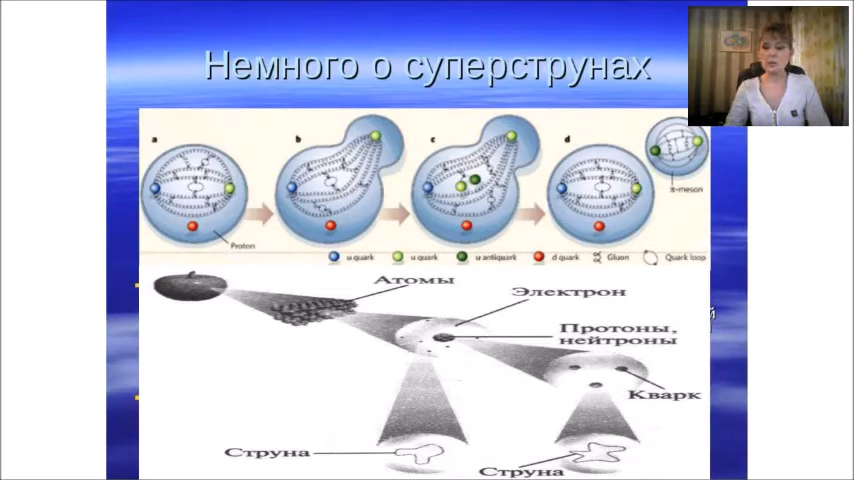 Немного о суперструнах
a
b
c
d
π-meson
Proton
u quark
u quark
u antiquark
d quark
Gluon
Quark loop
Атомы
Электрон
Протоны,
нейтроны
Кварк
Струна
Струна